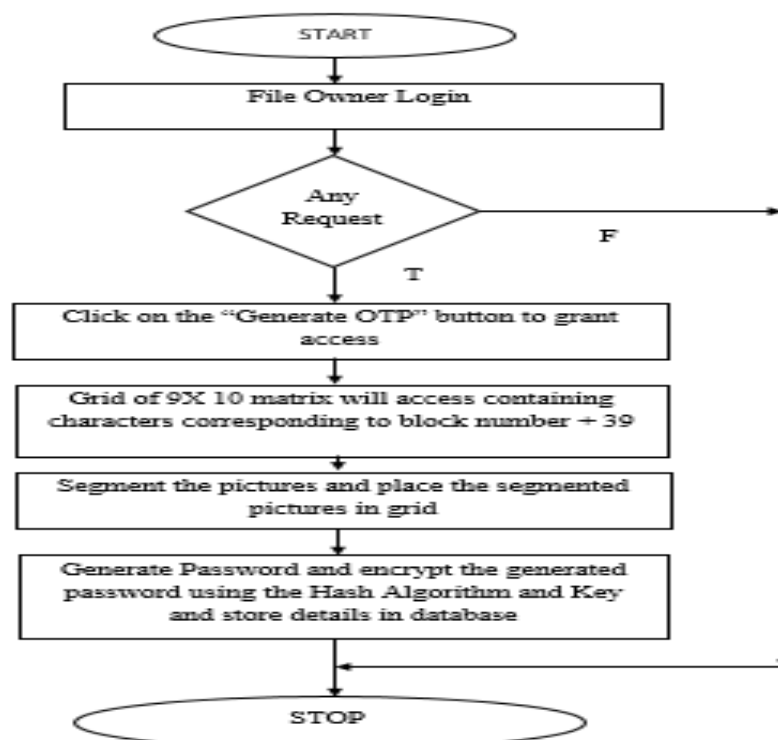 START
File Owner Login
Any
Request
F
T
Click on the “Generate OTP” button to grant
access
Grid of 9X 10 matrix will access containing
characters corresponding to block number + 39
Segment the pictures and place the segmented
pictures in grid
Generate Password and encrypt the generated
password using the Hash Algorithm and Key
and store details in database
STOP